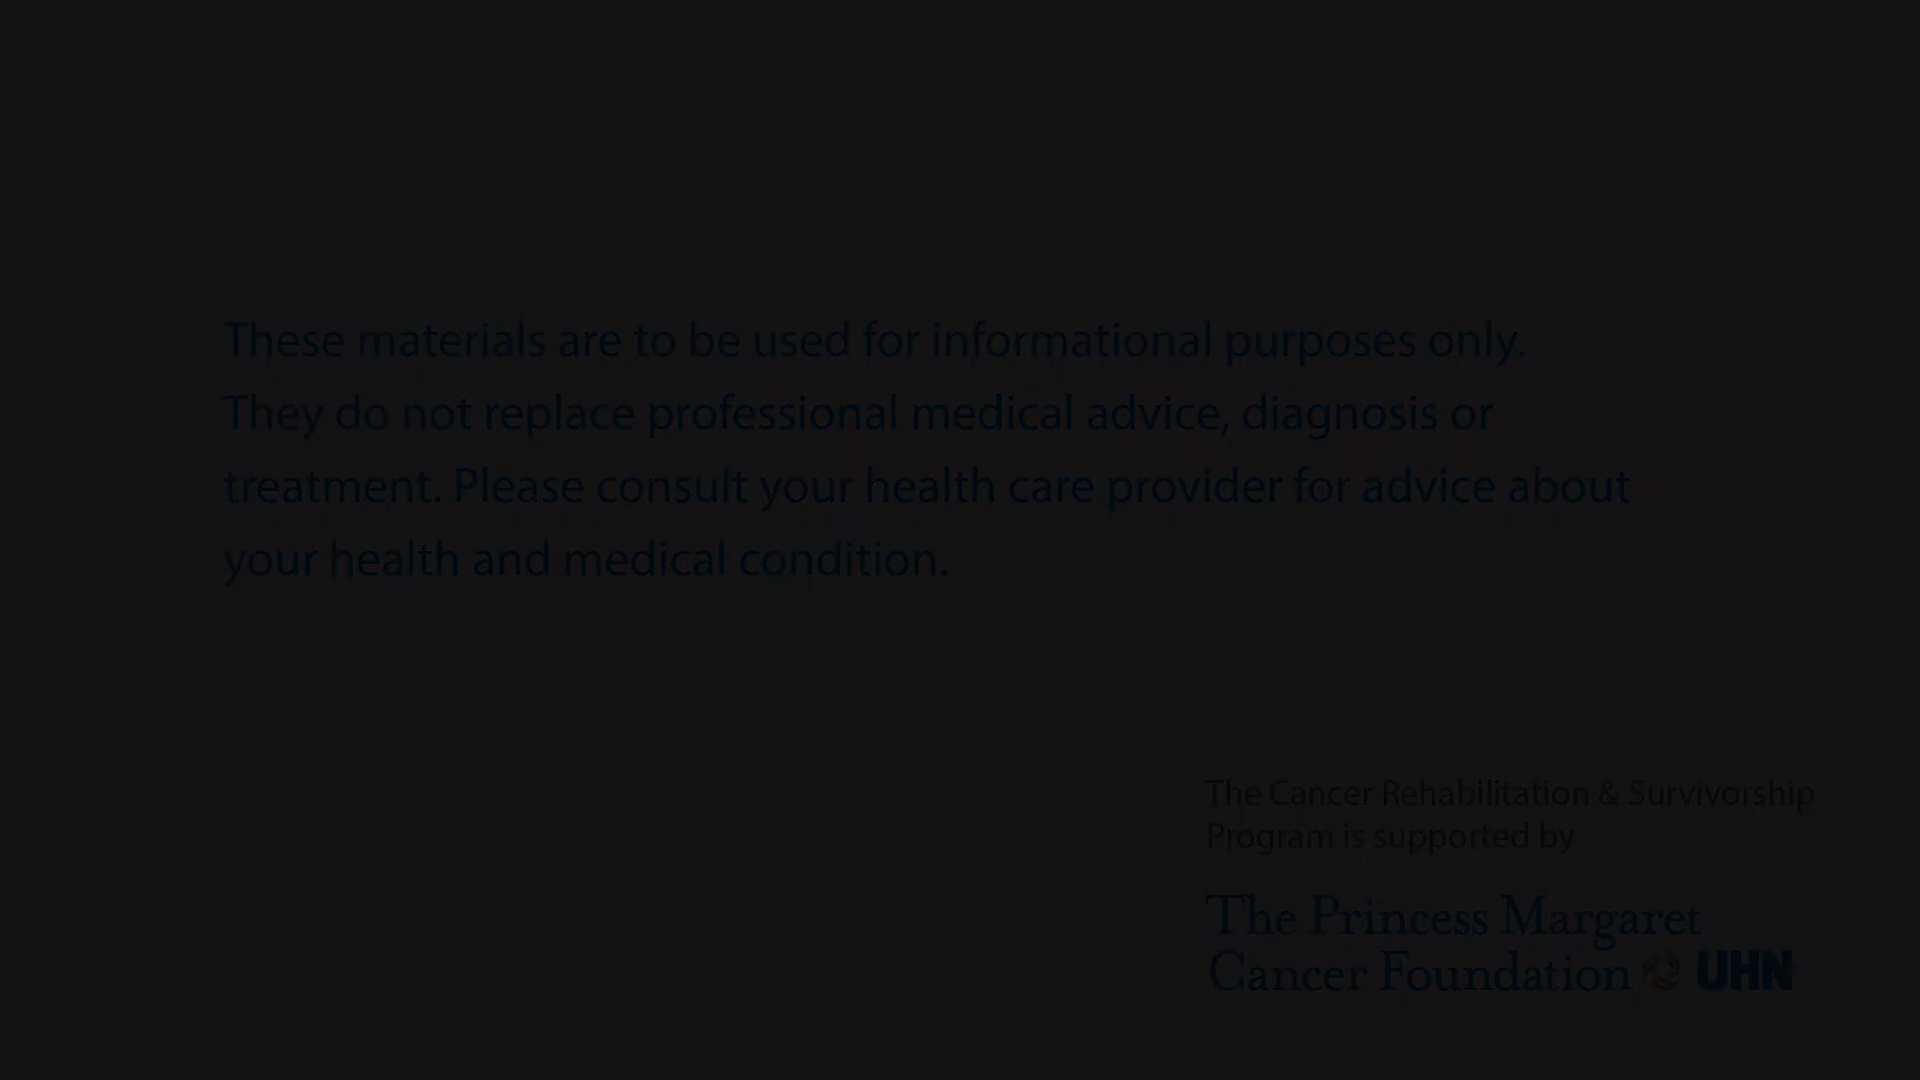 These materials are to be used for informational purposes only.
They do not replace professional medical advice, diagnosis or
treatment. Please consult your health care provider for advice about
your health and medical condition.
The Cancer Rehabilitation & Survivorship
Program is supported by
The Princess Margaret
Cancer Foundation UHN